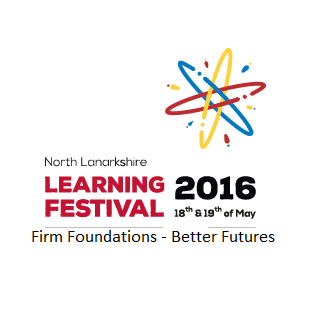 North Lanarkshire
LEARNING 2016
FESTIVAL 18th & 19th of May
Firm Foundations - Better Futures